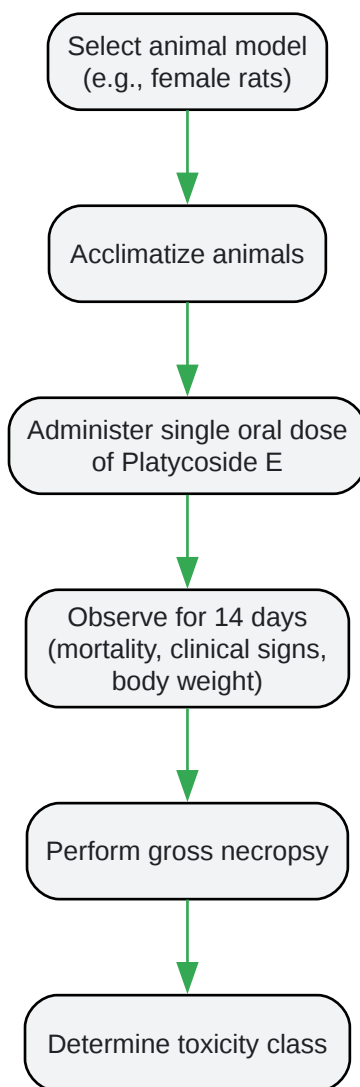 Select animal model
(e.g., female rats)
Acclimatize animals
Administer single oral dose
of Platycoside E
Observe for 14 days
(mortality, clinical signs,
body weight)
Perform gross necropsy
Determine toxicity class